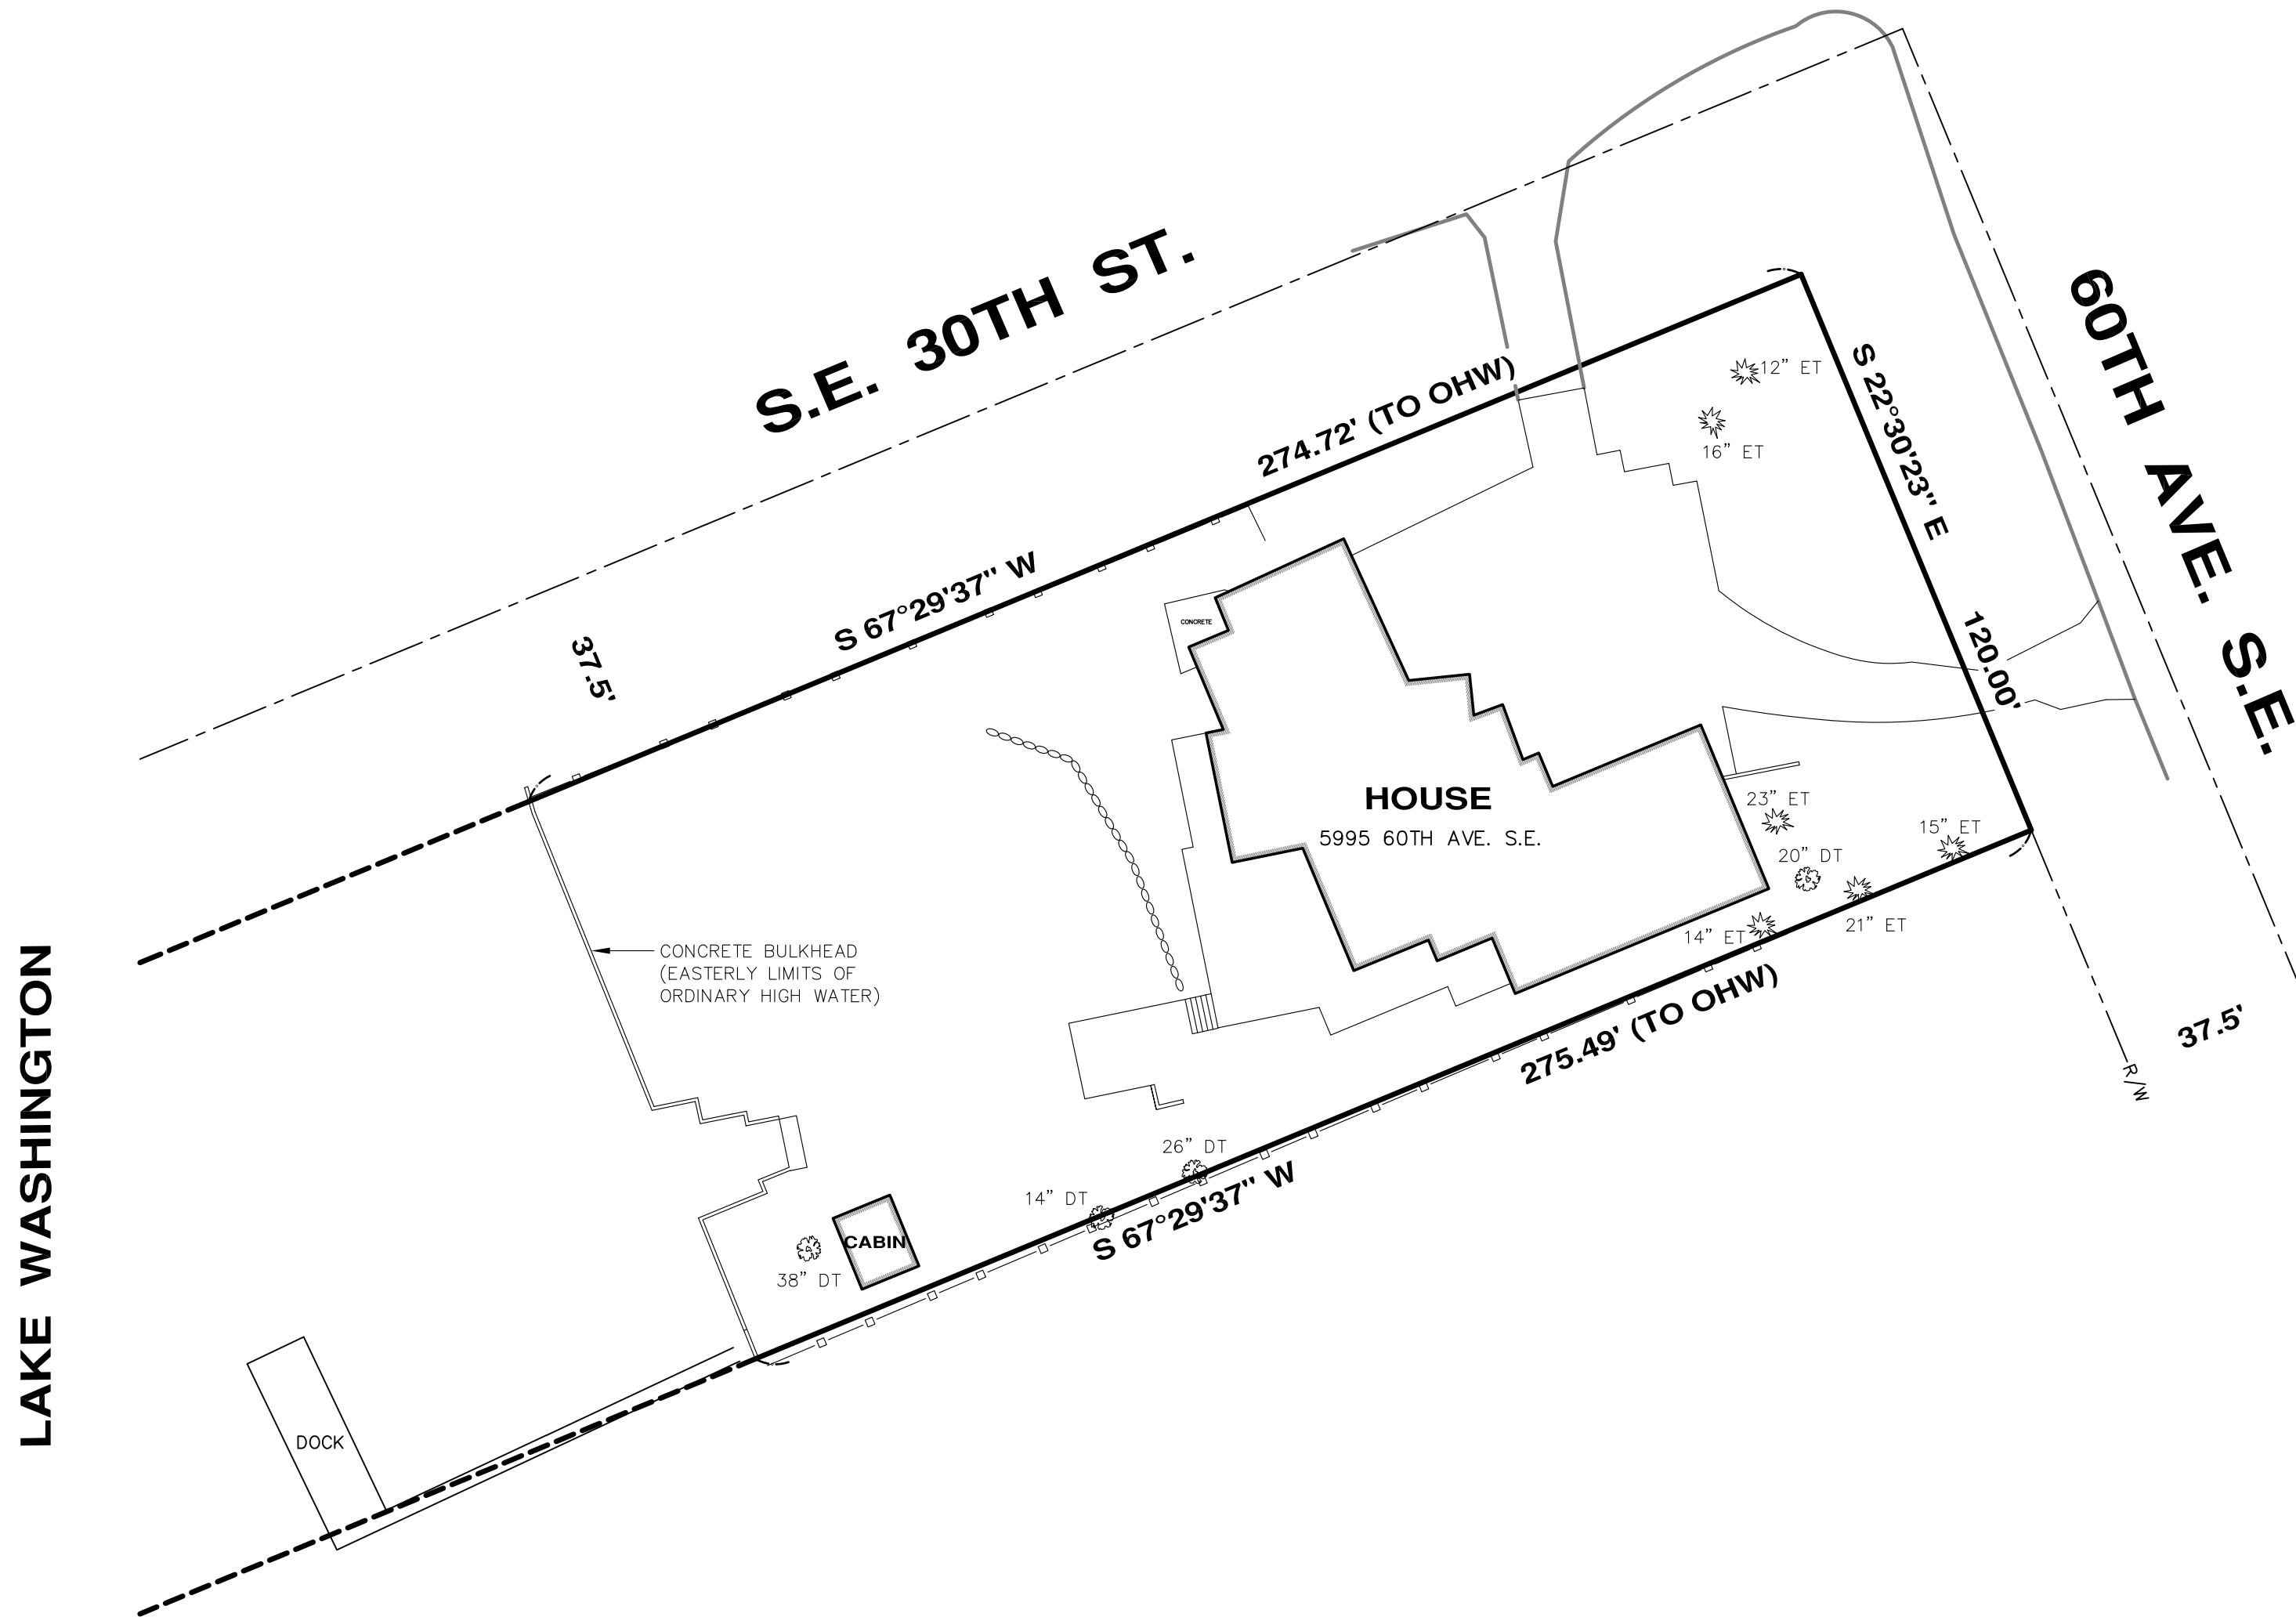 S.E. 30TH ST.
60TH AVE. S.E.
274.72' (TO OHW)
S 67°29'37" W
37.5'
12" ET
16" ET
S 22°30'23" E
120.00'
CONCRETE
HOUSE
5995 60TH AVE. S.E.
23" ET
20" DT
15" ET
21" ET
14" ET
CONCRETE BULKHEAD
(EASTERLY LIMITS OF
ORDINARY HIGH WATER)
275.49' (TO OHW)
37.5'
R/W
26" DT
14" DT
S 67°29'37" W
CABIN
38" DT
LAKE WASHINGTON
DOCK